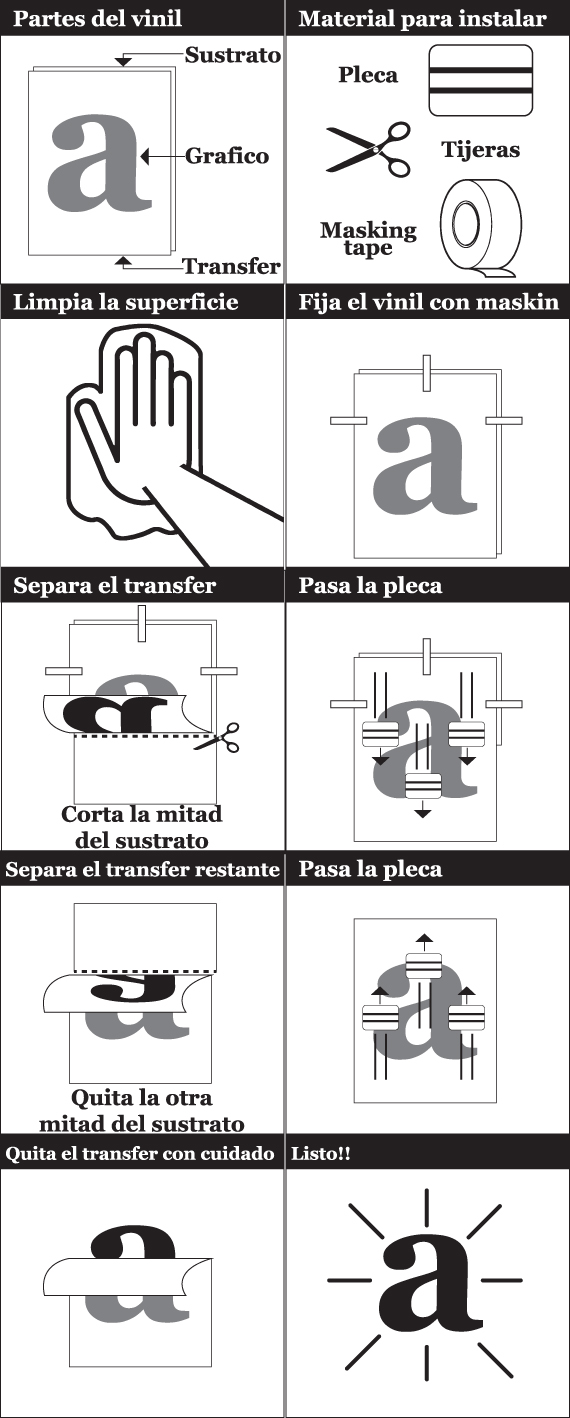 Partes del vinil
Sustrato
a
Grafico
Transfer
Material para instalar
Pleca
Tijeras
Masking
tape
Limpia la superficie
Fija el vinil con maskin
a
Separa el transfer
a
Corta la mitad
del sustrato
Pasa la pleca
a
Separa el transfer restante
a
Quita la otra
mitad del sustrato
Pasa la pleca
a
Quita el transfer con cuidado
a
Listo!!
a